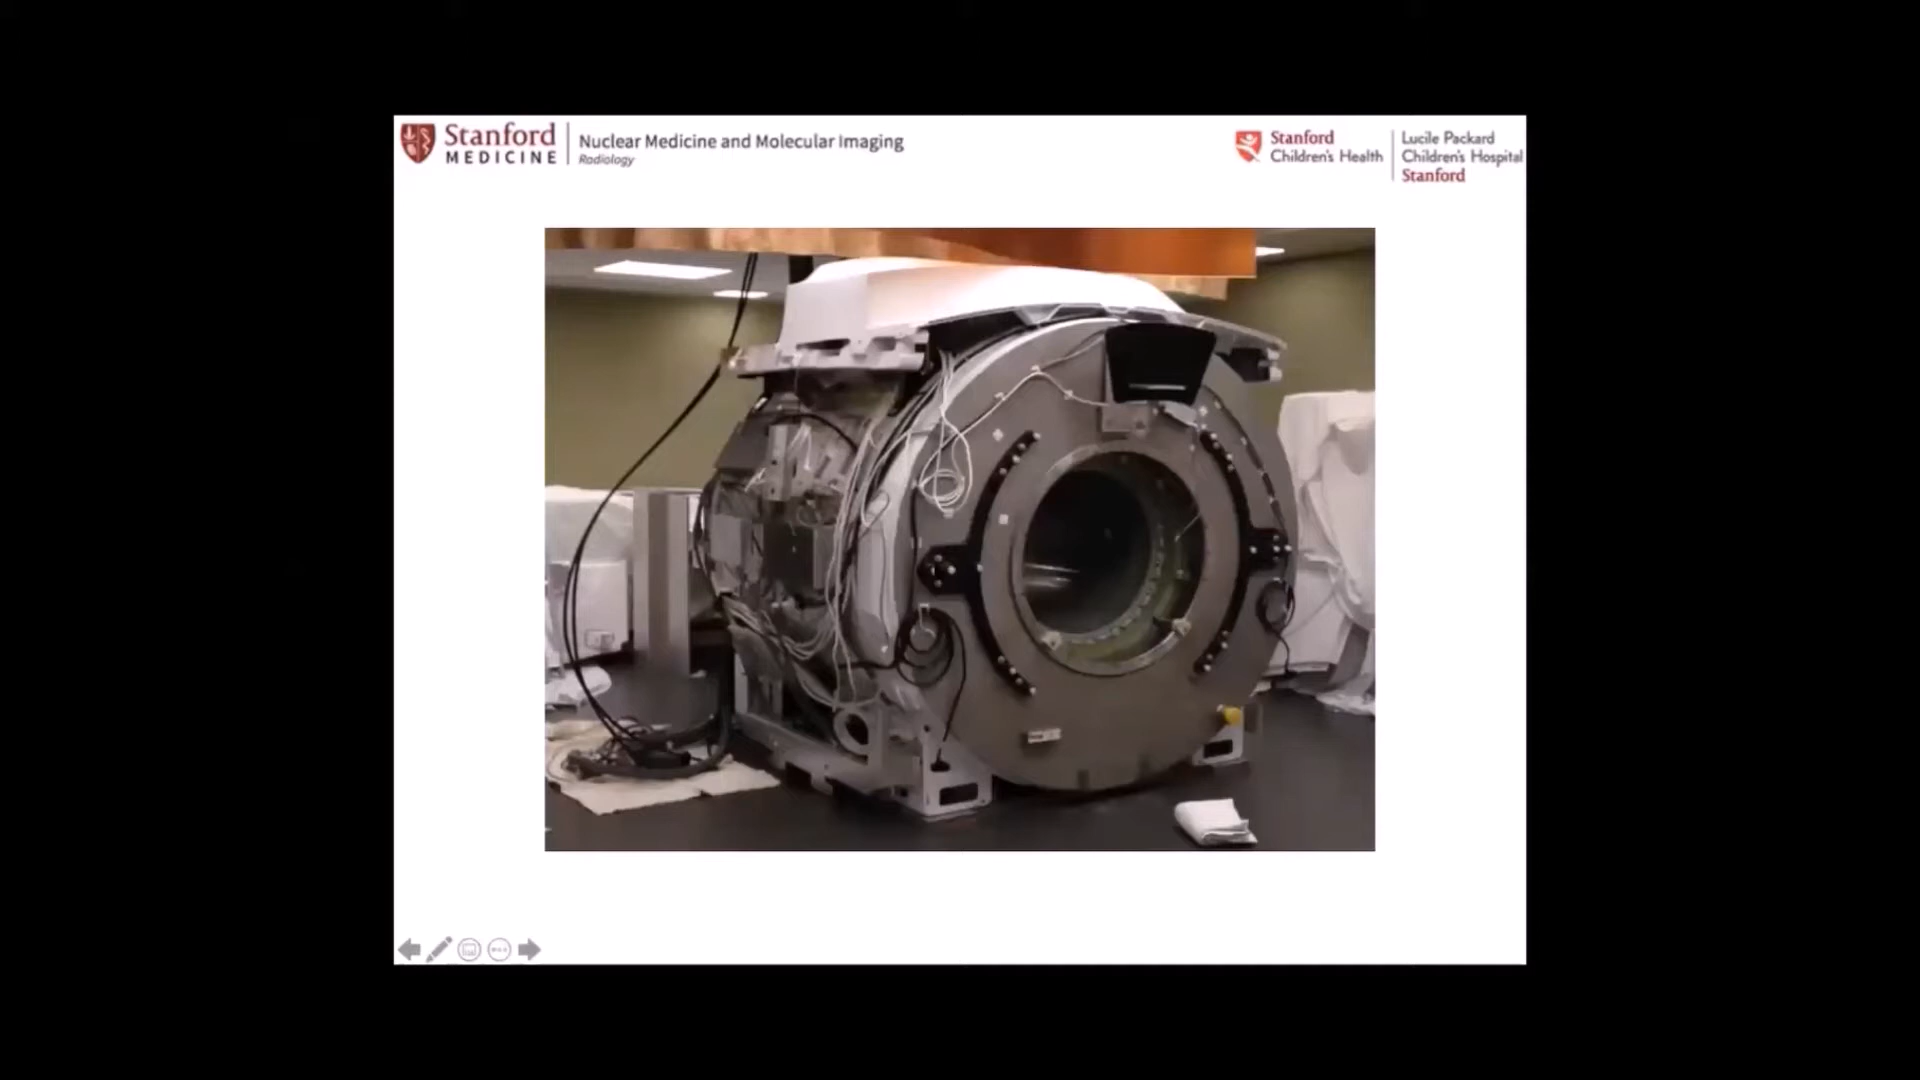 Stanford
MEDICINE
Nuclear Medicine and Molecular Imaging
Radiology
Stanford
Children's Health
Lucile Packard
Children's Hospital
Stanford